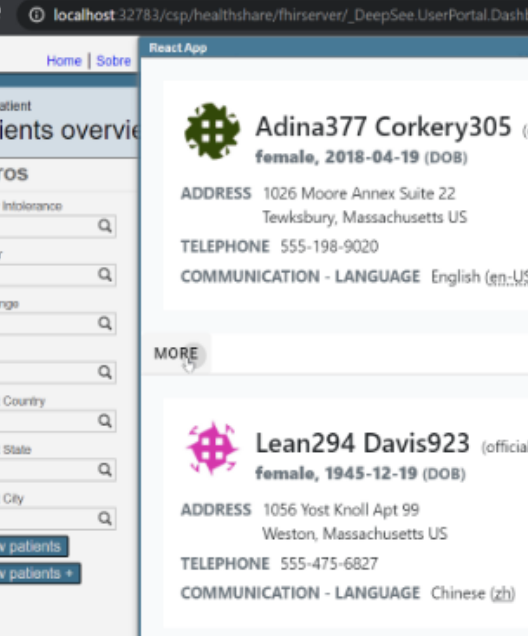 localhost:32783/csp/healthshare/fhirserver/_DeepSee.UserPortal.Dashb
Home | Sobre
React App
atient
ients overvie
ros
Intolerance
r
nge
Country
State
City
w patients
w patients +
Adina377 Corkery305 (
female, 2018-04-19 (DOB)
ADDRESS 1026 Moore Annex Suite 22
Tewksbury, Massachusetts US
TELEPHONE 555-198-9020
COMMUNICATION - LANGUAGE English (en-US
MORE
Lean294 Davis923 (official
female, 1945-12-19 (DOB)
ADDRESS 1056 Yost Knoll Apt 99
Weston, Massachusetts US
TELEPHONE 555-475-6827
COMMUNICATION - LANGUAGE Chinese (zh)